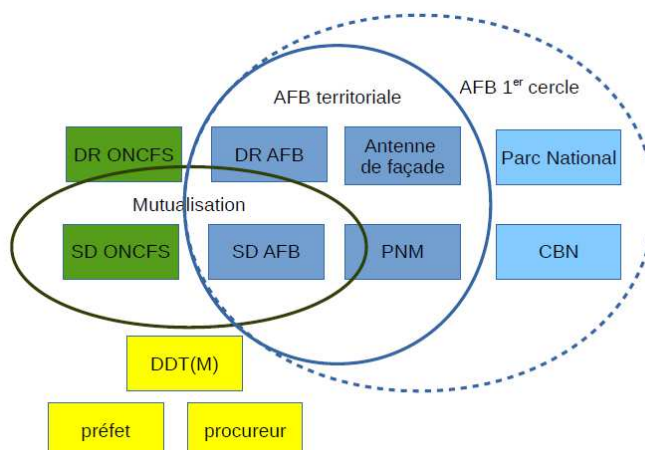 AFB territoriale
AFB 1er cercle
DR ONCFS
DR AFB
Antenne
de façade
Parc National
Mutualisation
SD ONCFS
SD AFB
PNM
CBN
DDT(M)
préfet
procureur